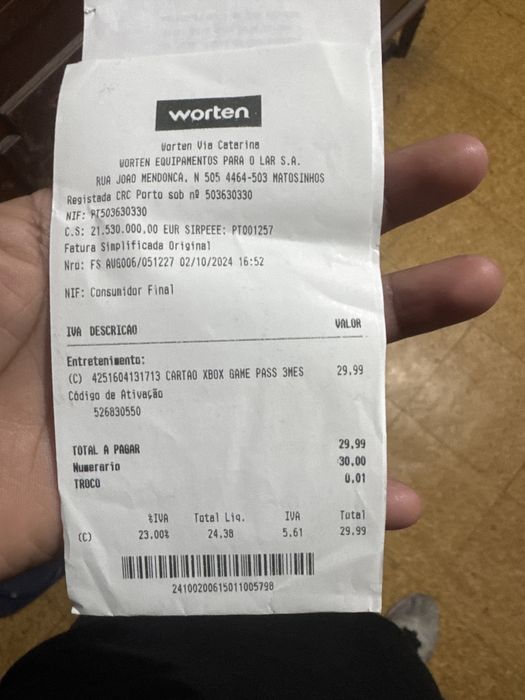 worten
Worten Via Catarina
WORTEN EQUIPAMENTOS PARA O LAR S.A.
RUA JOAO MENDONCA, N 505 4464-503 MATOSINHOS
Registada CRC Porto sob nº 503630330
NIF: PT503630330
C.S: 21.530.000,00 EUR SIRPEEE: PT001257
Fatura Simplificada Original
Nro: FS AUG006/051227 02/10/2024 16:52
NIF: Consumidor Final
IVA DESCRICAO VALOR
Entretenimento:
(C) 4251604131713 CARTAO XBOX GAME PASS 3MES 29,99
Código de Ativação
526830550
TOTAL A PAGAR 29,99
Numerario 30,00
TROCO 0,01
%IVA Total Liq. IVA Total
(C) 23.00% 24,38 5,61 29,99
24100200615011005798